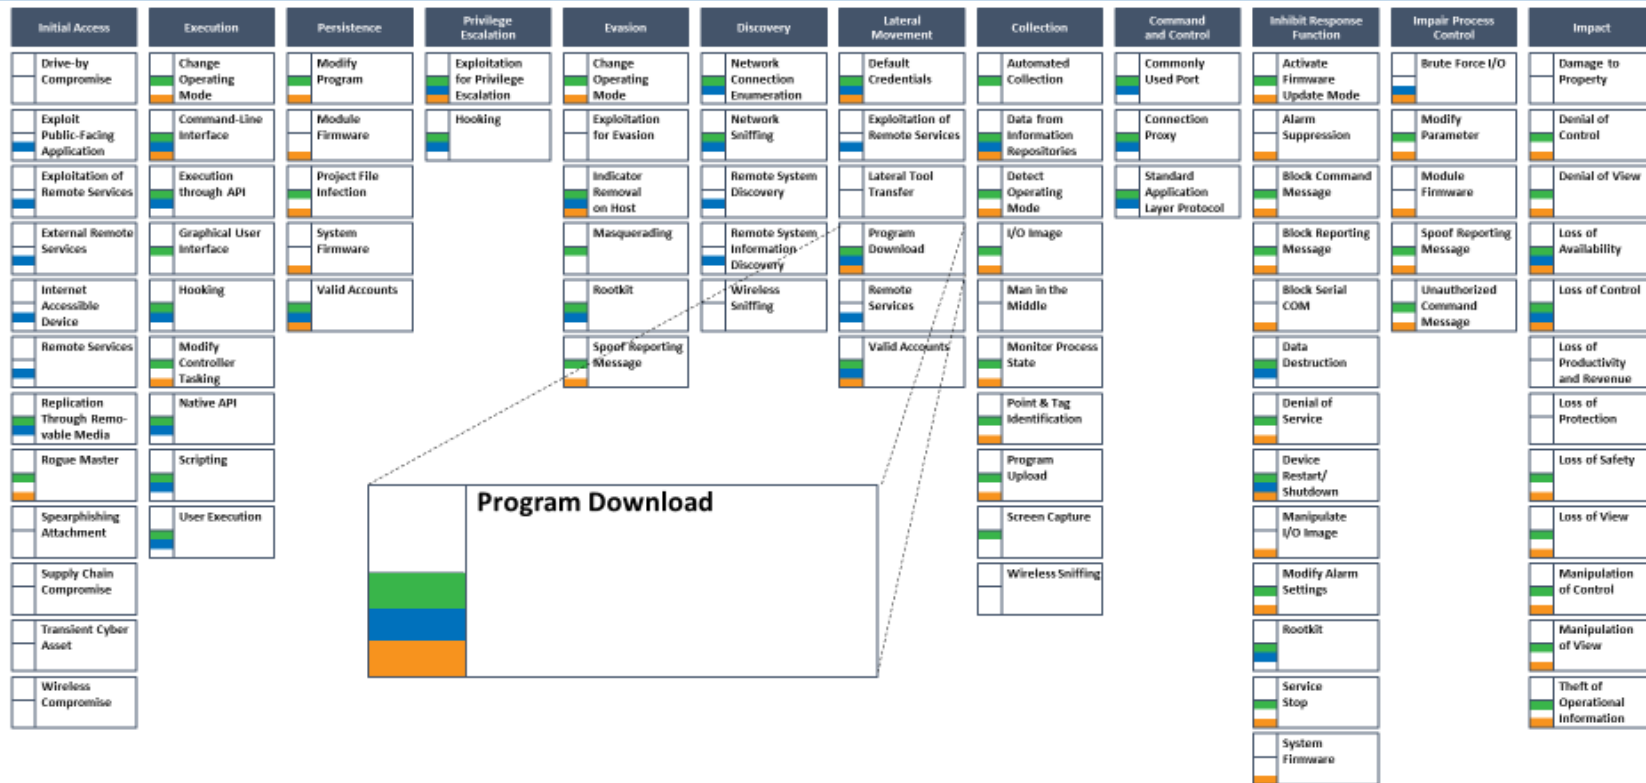 Initial Access
Drive-by
Compromise
Exploit
Public-Facing
Application
Exploitation of
Remote Services
External Remote
Services
Internet
Accessible
Device
Remote Services
Replication
Through Remo-
vable Media
Rogue Master
Spearphishing
Attachment
Supply Chain
Compromise
Transient Cyber
Asset
Wireless
Compromise
Execution
Change
Operating
Mode
Command-Line
Interface
Execution
through API
Graphical User
Interface
Hooking
Modify
Controller
Tasking
Native API
Scripting
User Execution
Persistence
Modify
Program
Module
Firmware
Project File
Infection
System
Firmware
Valid Accounts
Privilege
Escalation
Exploitation
for Privilege
Escalation
Hooking
Evasion
Change
Operating
Mode
Exploitation
for Evasion
Indicator
Removal
on Host
Masquerading
Rootkit
Spoof Reporting
Message
Discovery
Network
Connection
Enumeration
Network
Sniffing
Remote System
Discovery
Remote System
Information
Discovery
Wireless
Sniffing
Lateral
Movement
Default
Credentials
Exploitation of
Remote Services
Lateral Tool
Transfer
Program
Download
Remote
Services
Valid Accounts
Program Download
Collection
Automated
Collection
Data from
Information
Repositories
Detect
Operating
Mode
I/O Image
Man in the
Middle
Monitor Process
State
Point & Tag
Identification
Program
Upload
Screen Capture
Wireless Sniffing
Command
and Control
Commonly
Used Port
Connection
Proxy
Standard
Application
Layer Protocol
Inhibit Response
Function
Activate
Firmware
Update Mode
Alarm
Suppression
Block Command
Message
Block Reporting
Message
Block Serial
COM
Data
Destruction
Denial of
Service
Device
Restart/
Shutdown
Manipulate
I/O Image
Modify Alarm
Settings
Rootkit
Service
Stop
System
Firmware
Impair Process
Control
Brute Force I/O
Modify
Parameter
Module
Firmware
Spoof Reporting
Message
Unauthorized
Command
Message
Impact
Damage to
Property
Denial of
Control
Denial of View
Loss of
Availability
Loss of Control
Loss of
Productivity
and Revenue
Loss of
Protection
Loss of Safety
Loss of View
Manipulation
of Control
Manipulation
of View
Theft of
Operational
Information